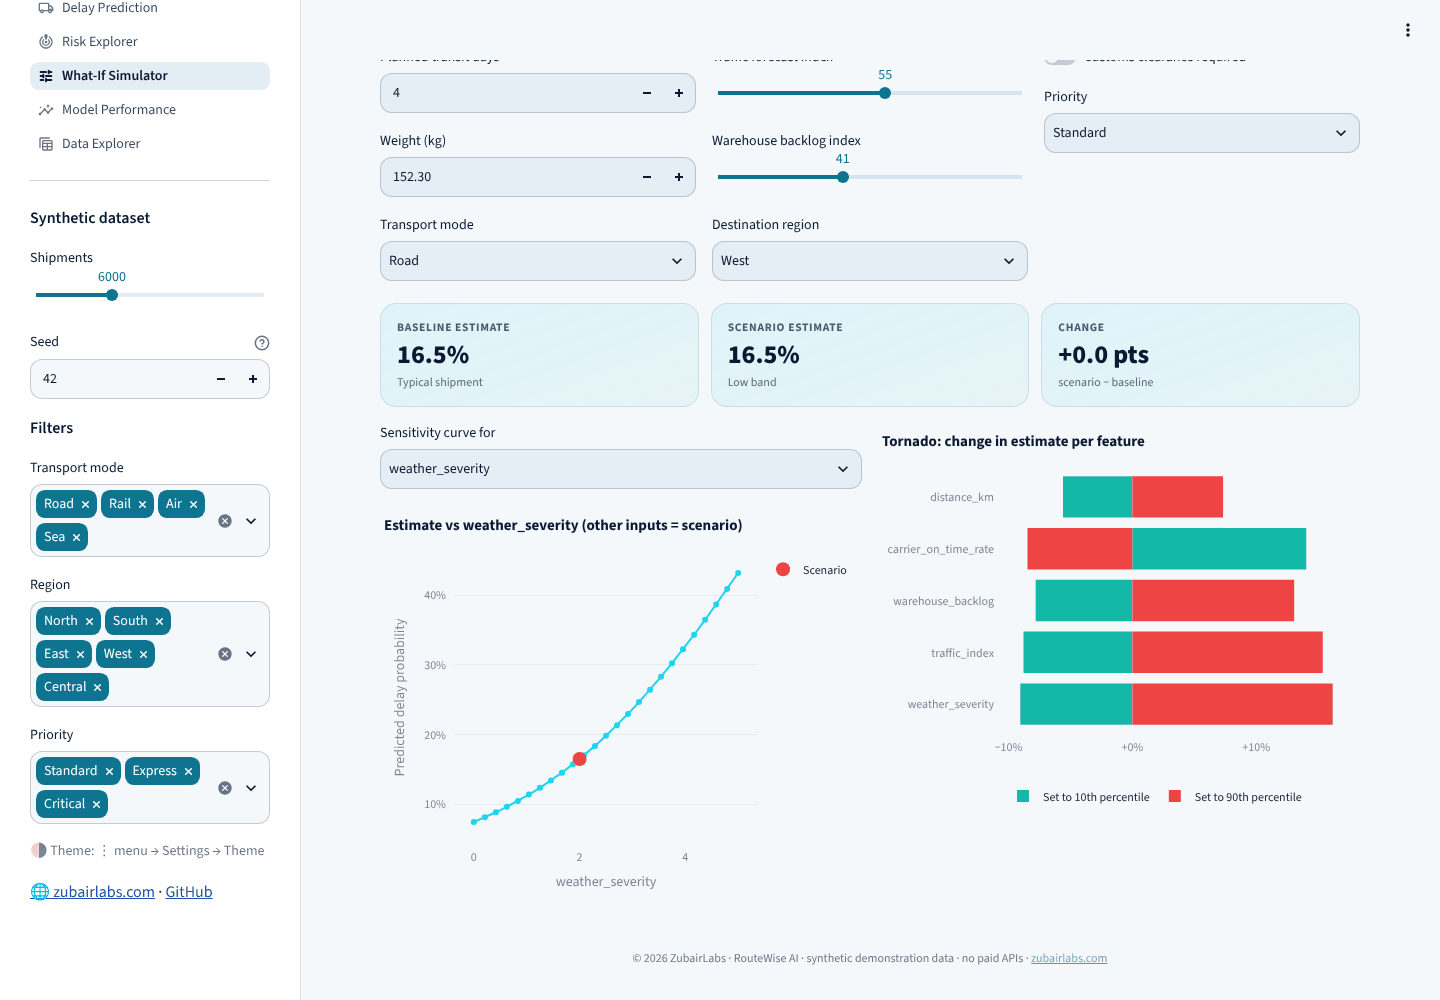 Delay Prediction
Risk Explorer
What-If Simulator
Model Performance
Data Explorer
Synthetic dataset
Shipments
6000
Seed
42
Filters
Transport mode
Road Rail Air
Sea
Region
North South
East West
Central
Priority
Standard Express
Critical
Theme: ⋮ menu → Settings → Theme
zubairlabs.com · GitHub
4
55
Priority
Standard
Weight (kg)
152.30
Warehouse backlog index
41
Transport mode
Road
Destination region
West
BASELINE ESTIMATE
16.5%
Typical shipment
SCENARIO ESTIMATE
16.5%
Low band
CHANGE
+0.0 pts
scenario − baseline
Sensitivity curve for
weather_severity
Estimate vs weather_severity (other inputs = scenario)
Scenario
Predicted delay probability
40%
30%
20%
10%
0 2 4
weather_severity
Tornado: change in estimate per feature
distance_km
carrier_on_time_rate
warehouse_backlog
traffic_index
weather_severity
−10% +0% +10%
Set to 10th percentile Set to 90th percentile
© 2026 ZubairLabs · RouteWise AI · synthetic demonstration data · no paid APIs · zubairlabs.com